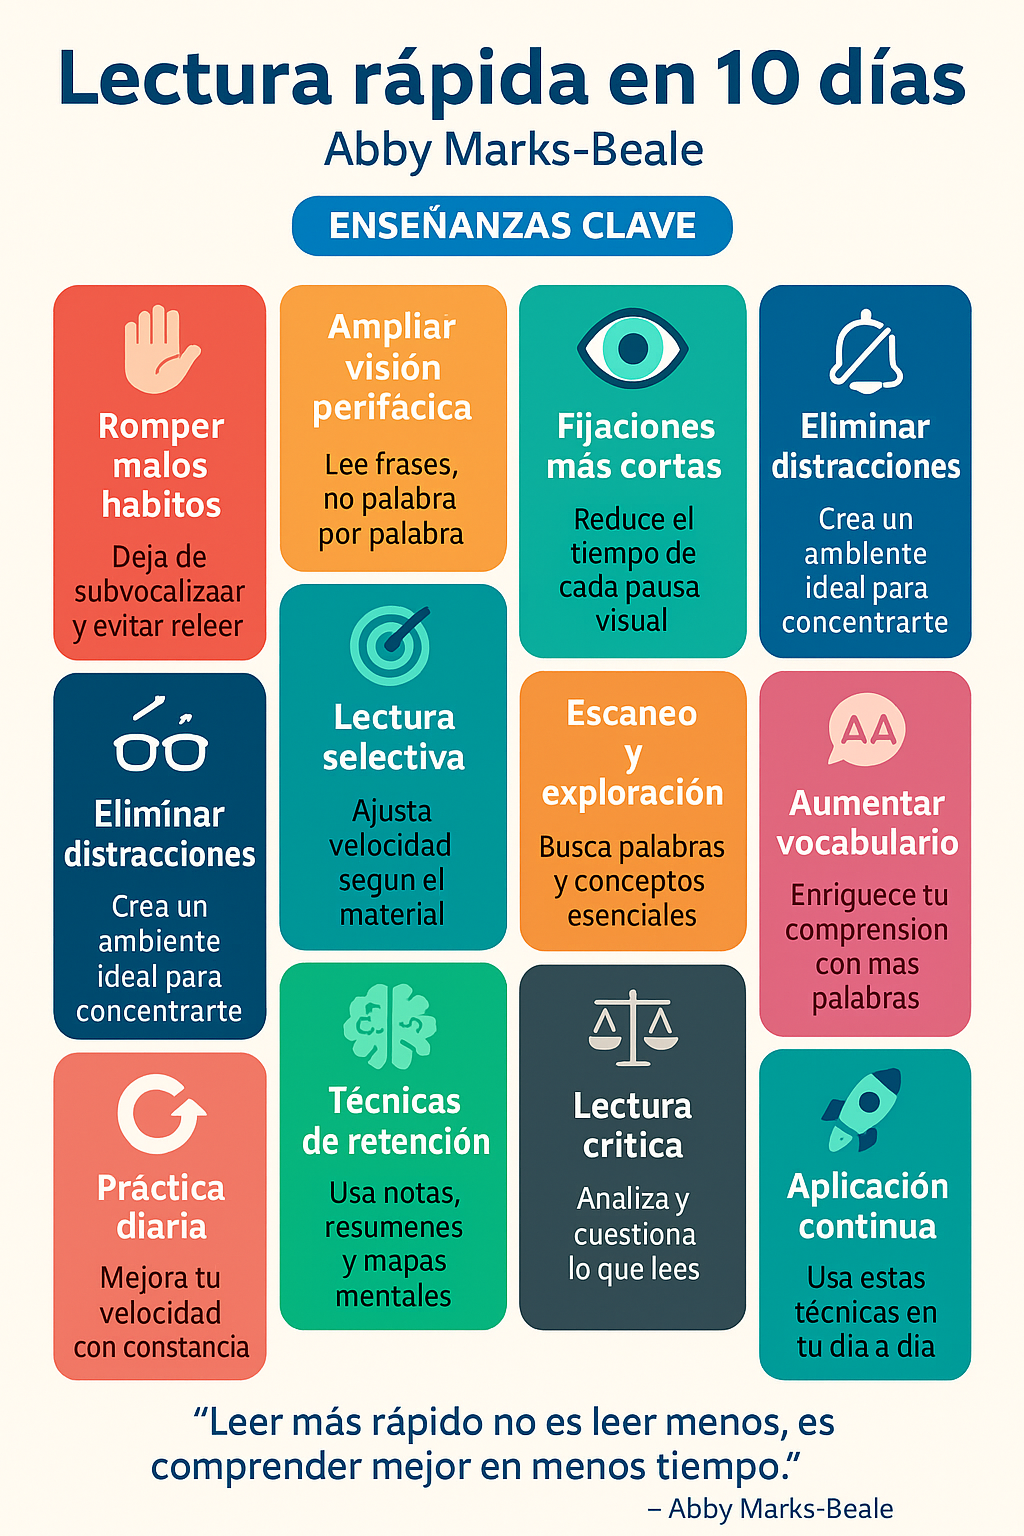 Lectura rápida en 10 días
Abby Marks-Beale
ENSEÑANZAS CLAVE
Romper
malos
habitos
Deja de
subvocalizaar
y evitar releer
Ampliar
visión
perifácica
Lee frases,
no palabra
por palabra
Fijaciones
más cortas
Reduce el
tiempo de
cada pausa
visual
Eliminar
distracciones
Crea un
amblente
ideal para
concentrarte
Elimínar
distracciones
Crea un
ambiente
ideal para
concentrarte
Lectura
selectiva
Ajusta
velocidad
segun el
material
Escaneo
y
exploración
Busca palabras
y conceptos
esenciales
AA
Aumentar
vocabulario
Enriguece tu
comprension
con mas
palabras
Práctica
diaria
Mejora tu
velocidad
con constancia
Técnicas
de retención
Usa notas,
resumenes
y mapas
mentales
Lectura
critica
Analiza y
cuestiona
lo que lees
Aplicación
continua
Usa estas
técnicas en
tu dia a dia
“Leer más rápido no es leer menos, es
comprender mejor en menos tiempo.”
– Abby Marks-Beale